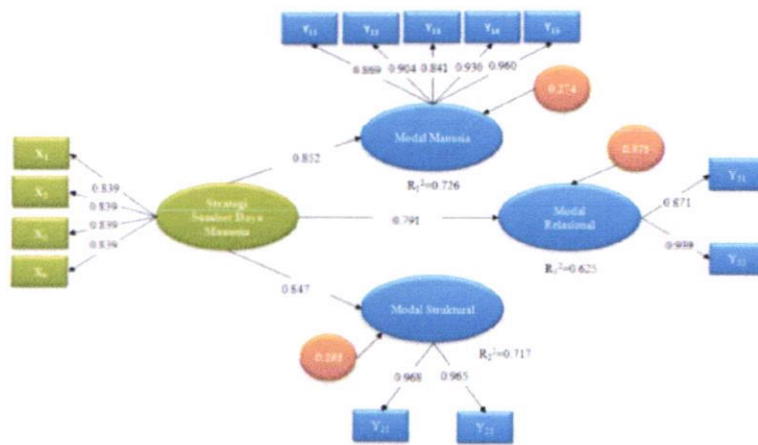 Y₁₁ Y₁₂ Y₁₃ Y₁₄ Y₁₅
0.869 0.904 0.841 0.936 0.960
0.274
Modal Manusia
R₁²=0.726
0.852
X₁
X₂
X₃
X₄
0.839
0.839
0.839
0.839
Strategi
Sumber Daya
Manusia
0.791
0.375
Modal
Relasional
R₃²=0.625
0.871
0.939
Y₃₁
Y₃₂
0.847
Modal Struktural
0.283
R₂²=0.717
0.968 0.965
Y₂₁